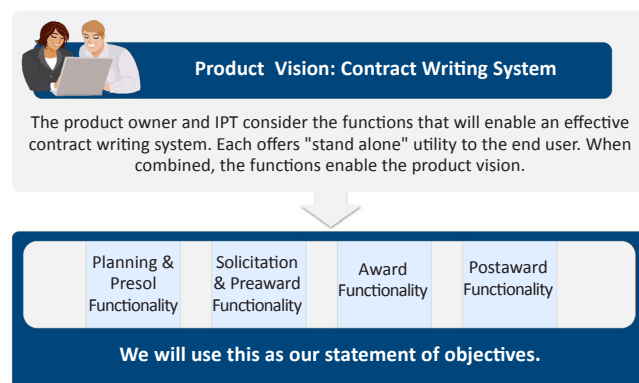 Product Vision: Contract Writing System
The product owner and IPT consider the functions that will enable an effective
contract writing system. Each offers "stand alone" utility to the end user. When
combined, the functions enable the product vision.
Planning &
Presol
Functionality
Solicitation
& Preaward
Functionality
Award
Functionality
Postaward
Functionality
We will use this as our statement of objectives.